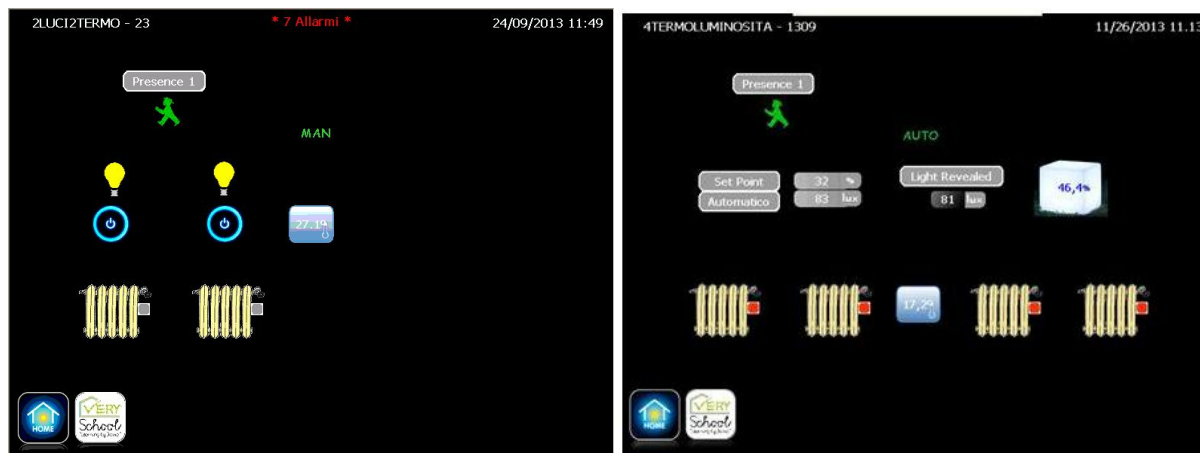 2LUCI2TERMO - 23 * 7 Allarmi * 24/09/2013 11:49
Presence 1
MAN
27.19
HOME
VERY
School
4TERMOLUMINOSITA - 1309 11/26/2013 11.13
Presence 1
AUTO
Set Point 32 %
Automatico 83 lux
Light Revealed
81 lux
46,4%
17,29
HOME
VERY
School